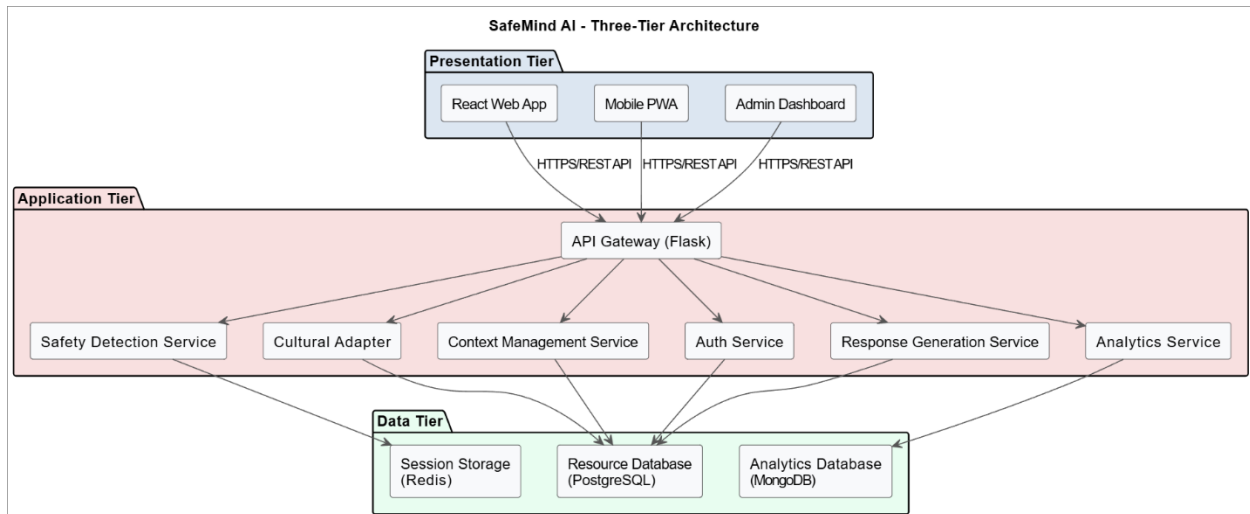 SafeMind AI - Three-Tier Architecture
Presentation Tier
React Web App
Mobile PWA
Admin Dashboard
HTTPS/REST API
HTTPS/REST API
HTTPS/REST API
Application Tier
API Gateway (Flask)
Safety Detection Service
Cultural Adapter
Context Management Service
Auth Service
Response Generation Service
Analytics Service
Data Tier
Session Storage
(Redis)
Resource Database
(PostgreSQL)
Analytics Database
(MongoDB)